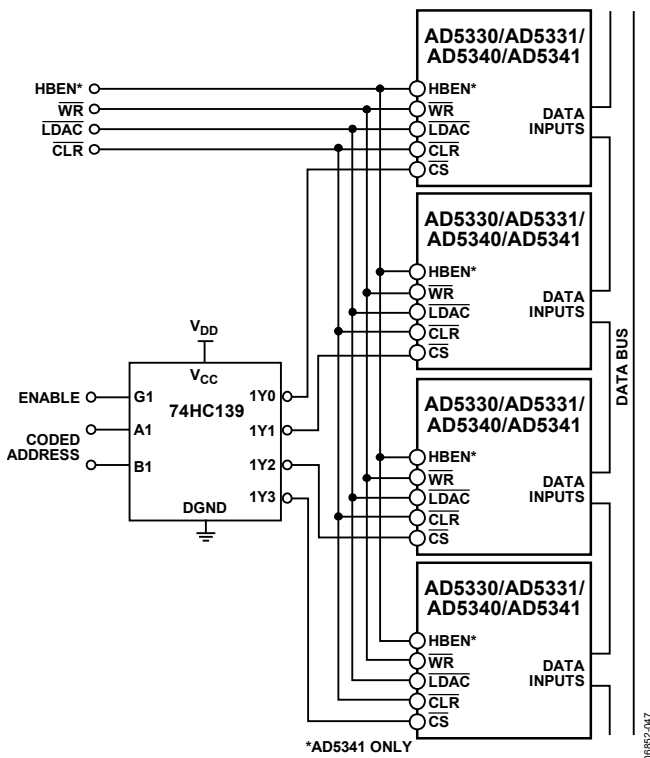 AD5330/AD5331/
AD5340/AD5341
HBEN*
WR
LDAC
CLR
HBEN*
WR
LDAC
CLR
CS
DATA
INPUTS
AD5330/AD5331/
AD5340/AD5341
HBEN*
WR
LDAC
CLR
CS
DATA
INPUTS
VDD
VCC
ENABLE
CODED
ADDRESS
G1
A1
B1
74HC139
1Y0
1Y1
1Y2
1Y3
DGND
AD5330/AD5331/
AD5340/AD5341
HBEN*
WR
LDAC
CLR
CS
DATA
INPUTS
AD5330/AD5331/
AD5340/AD5341
HBEN*
WR
LDAC
CLR
CS
DATA
INPUTS
DATA BUS
*AD5341 ONLY
06852-047